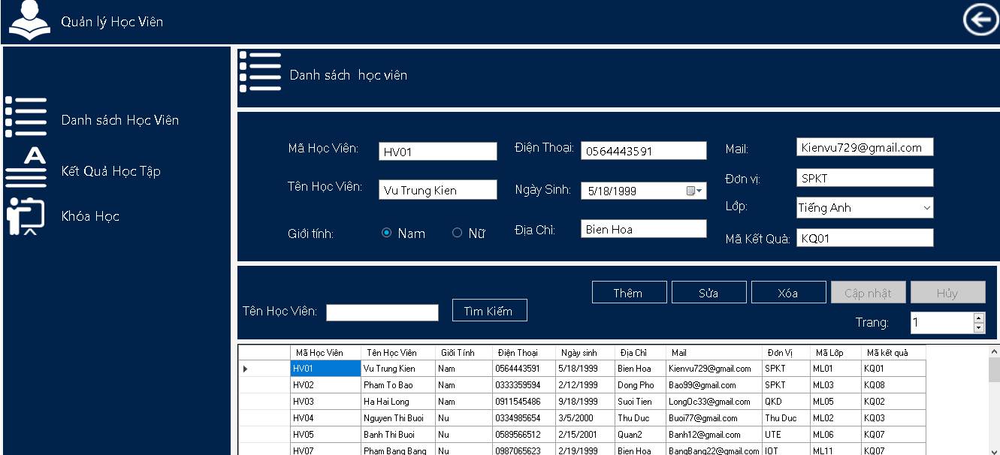 Quản lý Học Viên
Danh sách Học Viên
Kết Quả Học Tập
Khóa Học
Danh sách học viên
Mã Học Viên: HV01 Điện Thoại: 0564443591 Mail: Kienvu729@gmail.com
Đơn vị: SPKT
Tên Học Viên: Vu Trung Kien Ngày Sinh: 5/18/1999
Lớp: Tiếng Anh
Giới tính: Nam Nữ Địa Chỉ: Bien Hoa
Mã Kết Quả: KQ01
Thêm Sửa Xóa Cập nhật Hủy
Tên Học Viên: Tìm Kiếm
Trang: 1
Mã Học Viên Tên Học Viên Giới Tính Điện Thoại Ngày sinh Địa Chỉ Mail Đơn Vị Mã Lớp Mã kết quả
HV01 Vu Trung Kien Nam 0564443591 5/18/1999 Bien Hoa Kienvu729@gmail.com SPKT ML01 KQ01
HV02 Pham To Bao Nam 0333359594 2/12/1999 Dong Pho Bao99@gmail.com SPKT ML03 KQ08
HV03 Ha Hai Long Nam 0911545486 9/18/1999 Suoi Tien LongOc33@gmail.com QKD ML05 KQ02
HV04 Nguyen Thi Buoi Nu 0334985654 3/5/2000 Thu Duc Buoi77@gmail.com Thu Duc ML02 KQ03
HV05 Banh Thi Buoi Nu 0589566512 2/15/2001 Quan2 Banh12@gmail.com UTE ML06 KQ07
HV07 Pham Bang Bang Nu 0987065623 2/19/1999 Bien Hoa BangBang22@gmail.com IOT ML11 KQ07